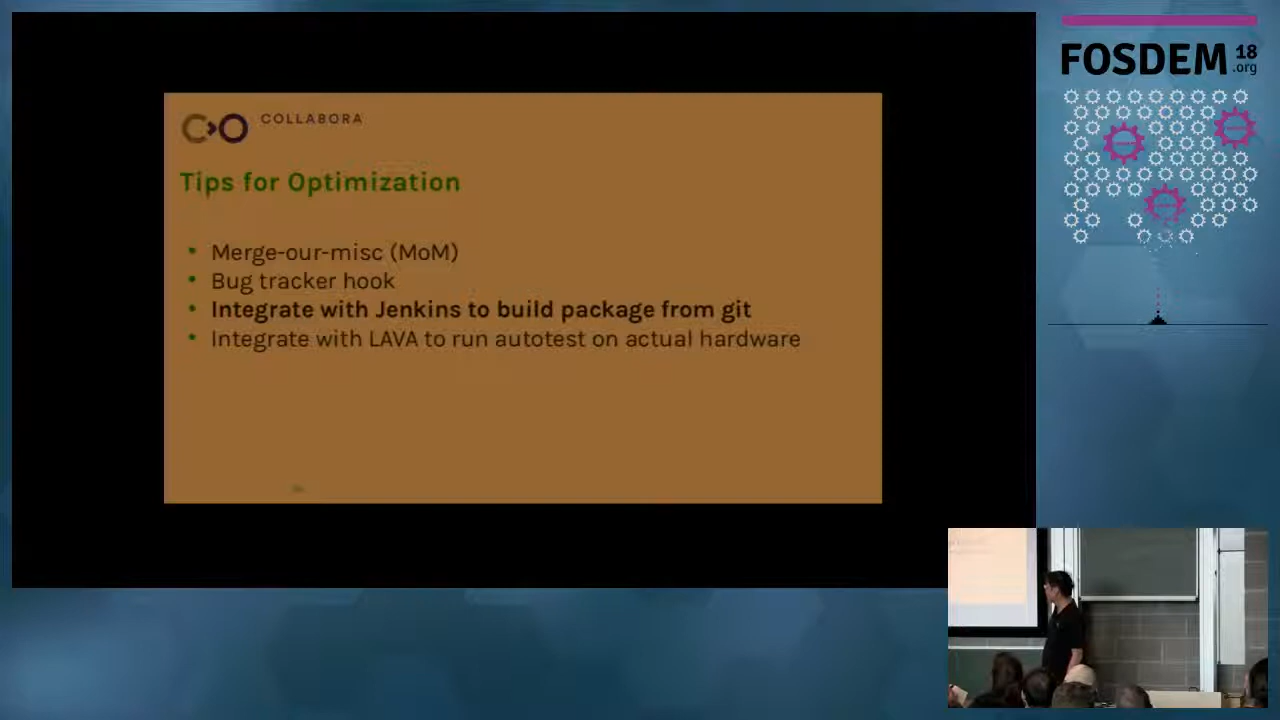 COLLABORA
Tips for Optimization
• Merge-our-misc (MoM)
• Bug tracker hook
• Integrate with Jenkins to build package from git
• Integrate with LAVA to run autotest on actual hardware
FOSDEM 18
.org